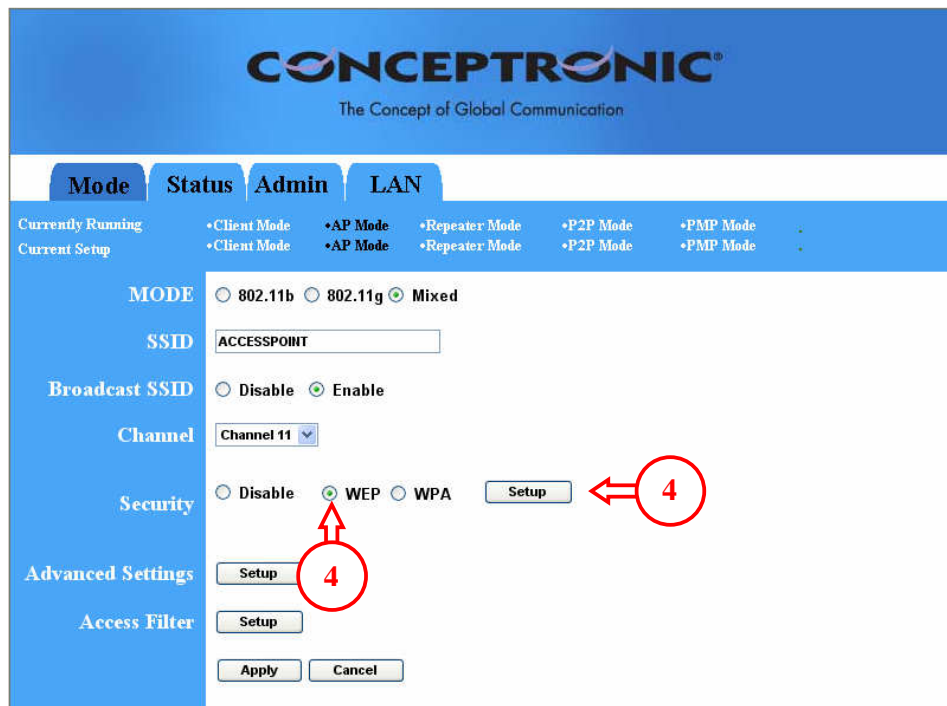 CONCEPTRONIC®
The Concept of Global Communication
Mode Status Admin LAN
Currently Running •Client Mode •AP Mode •Repeater Mode •P2P Mode •PMP Mode .
Current Setup •Client Mode •AP Mode •Repeater Mode •P2P Mode •PMP Mode .
MODE 802.11b 802.11g Mixed
SSID ACCESSPOINT
Broadcast SSID Disable Enable
Channel Channel 11
Security Disable WEP WPA Setup 4
Advanced Settings Setup 4
Access Filter Setup
Apply Cancel